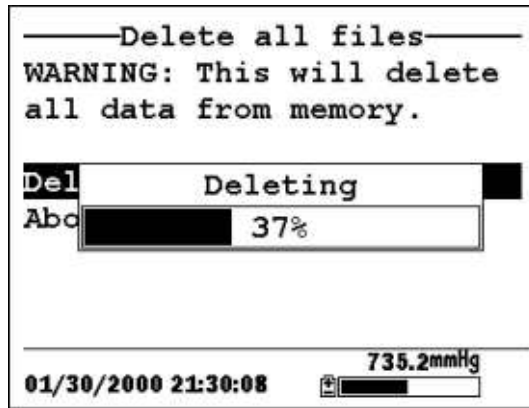 Delete all files
WARNING: This will delete
all data from memory.
Del
Deleting
Abo
37%
735.2mmHg
01/30/2000 21:30:08